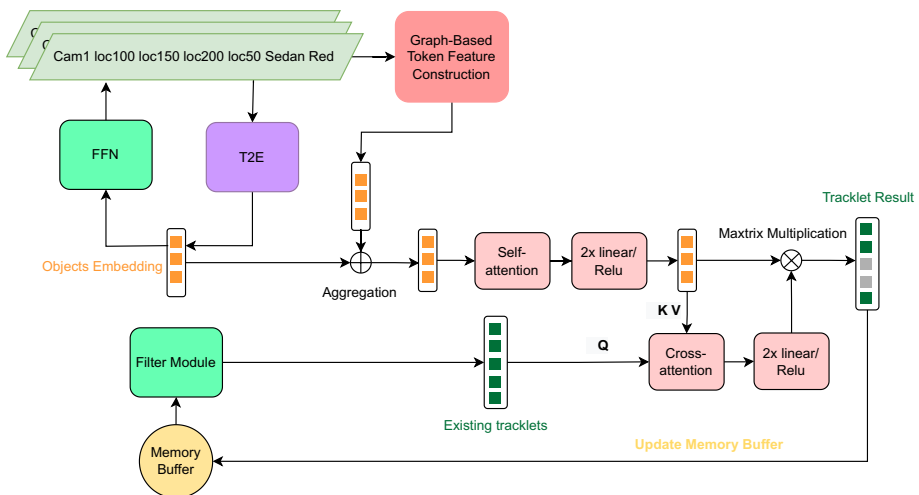 C
C
Cam1 loc100 loc150 loc200 loc50 Sedan Red
Graph-Based
Token Feature
Construction
FFN
T2E
Tracklet Result
Objects Embedding
Aggregation
Self-
attention
2x linear/
Relu
Maxtrix Multiplication
K V
Q
Filter Module
Cross-
attention
2x linear/
Relu
Existing tracklets
Update Memory Buffer
Memory
Buffer